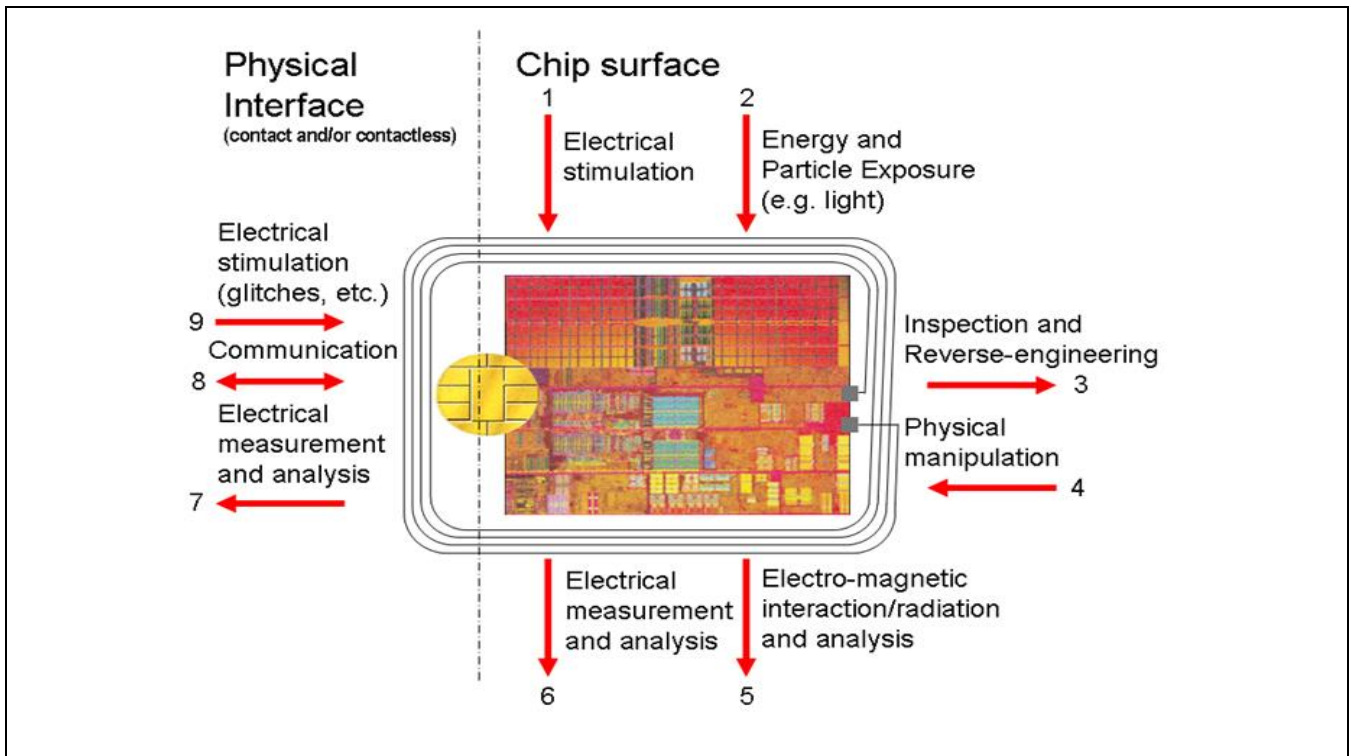 Physical
Interface
(contact and/or contactless)
Chip surface
1
2
Electrical
stimulation
Energy and
Particle Exposure
(e.g. light)
Electrical
stimulation
(glitches, etc.)
9
Communication
8
Electrical
measurement
and analysis
7
Inspection and
Reverse-engineering
3
Physical
manipulation
4
Electrical
measurement
and analysis
6
Electro-magnetic
interaction/radiation
and analysis
5